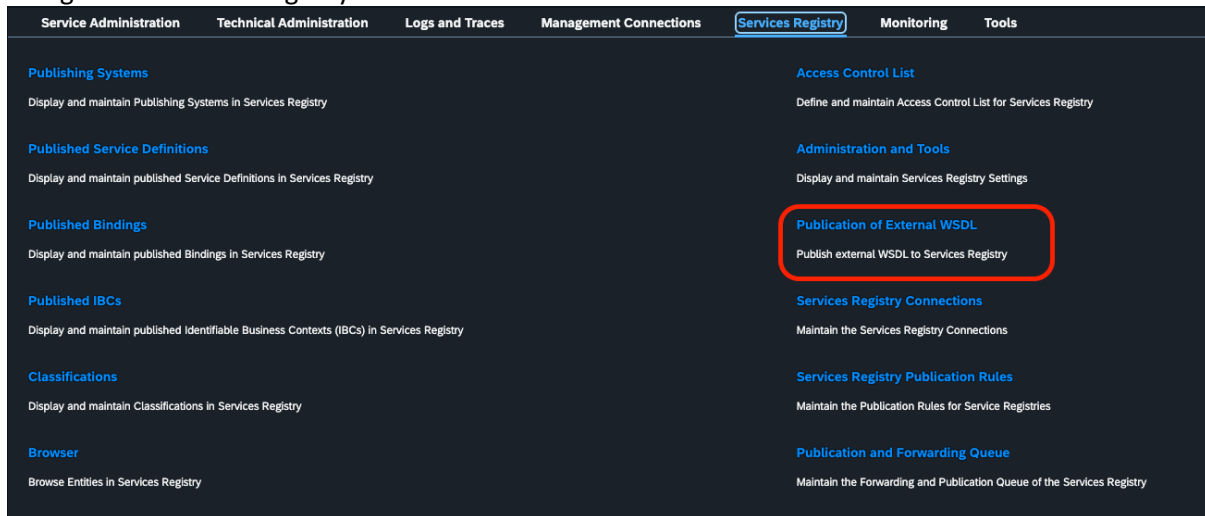 Service Administration Technical Administration Logs and Traces Management Connections Services Registry Monitoring Tools
Publishing Systems
Display and maintain Publishing Systems in Services Registry
Published Service Definitions
Display and maintain published Service Definitions in Services Registry
Published Bindings
Display and maintain published Bindings in Services Registry
Published IBCs
Display and maintain published Identifiable Business Contexts (IBCs) in Services Registry
Classifications
Display and maintain Classifications in Services Registry
Browser
Browse Entities in Services Registry
Access Control List
Define and maintain Access Control List for Services Registry
Administration and Tools
Display and maintain Services Registry Settings
Publication of External WSDL
Publish external WSDL to Services Registry
Services Registry Connections
Maintain the Services Registry Connections
Services Registry Publication Rules
Maintain the Publication Rules for Service Registries
Publication and Forwarding Queue
Maintain the Forwarding and Publication Queue of the Services Registry